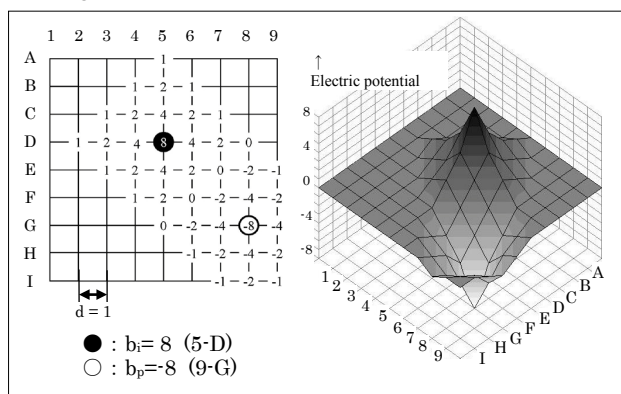 1 2 3 4 5 6 7 8 9
A 1
B 1 2 1
C 1 2 4 2 1
D 1 2 4 8 4 2 0
E 1 2 4 2 0 -2 -1
F 1 2 0 -2 -4 -2
G 0 -2 -4 -8 -4
H -1 -2 -4 -2
I -1 -2 -1
d = 1
● : bi= 8 (5-D)
○ : bp=-8 (9-G)
↑
Electric potential
8
4
0
-4
-8
1 2 3 4 5 6 7 8 9
I H G F E D C B A